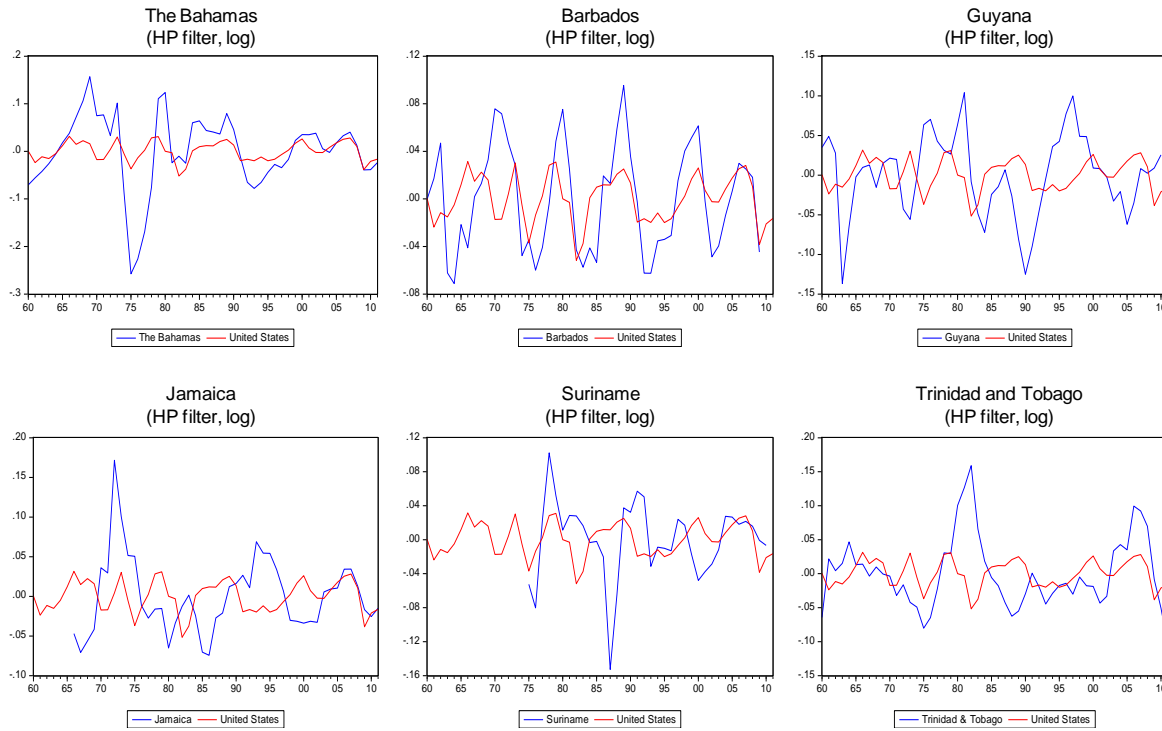 The Bahamas
(HP filter, log)
.2
.1
.0
-.1
-.2
-.3
60 65 70 75 80 85 90 95 00 05 10
The Bahamas United States
Barbados
(HP filter, log)
.12
.08
.04
.00
-.04
-.08
60 65 70 75 80 85 90 95 00 05 10
Barbados United States
Guyana
(HP filter, log)
.15
.10
.05
.00
-.05
-.10
-.15
60 65 70 75 80 85 90 95 00 05 10
Guyana United States
Jamaica
(HP filter, log)
.20
.15
.10
.05
.00
-.05
-.10
60 65 70 75 80 85 90 95 00 05 10
Jamaica United States
Suriname
(HP filter, log)
.12
.08
.04
.00
-.04
-.08
-.12
-.16
60 65 70 75 80 85 90 95 00 05 10
Suriname United States
Trinidad and Tobago
(HP filter, log)
.20
.15
.10
.05
.00
-.05
-.10
-.15
60 65 70 75 80 85 90 95 00 05 10
Trinidad & Tobago United States